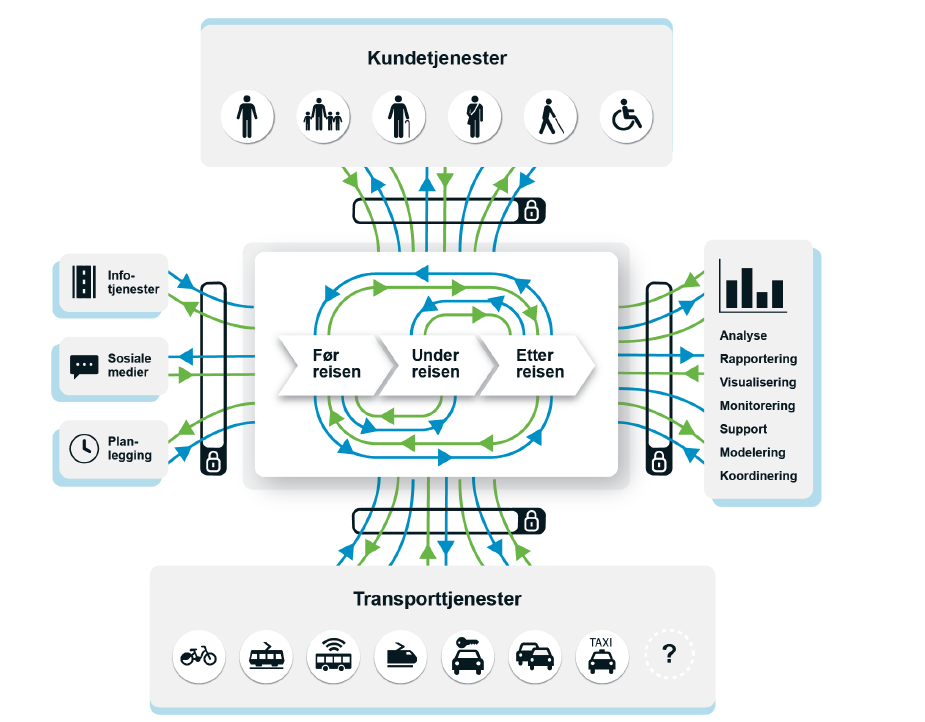 Kundetjenester
Info-
tjenester
Sosiale
medier
Plan-
legging
Før
reisen
Under
reisen
Etter
reisen
Analyse
Rapportering
Visualisering
Monitorering
Support
Modelering
Koordinering
Transporttjenester
TAXI
?